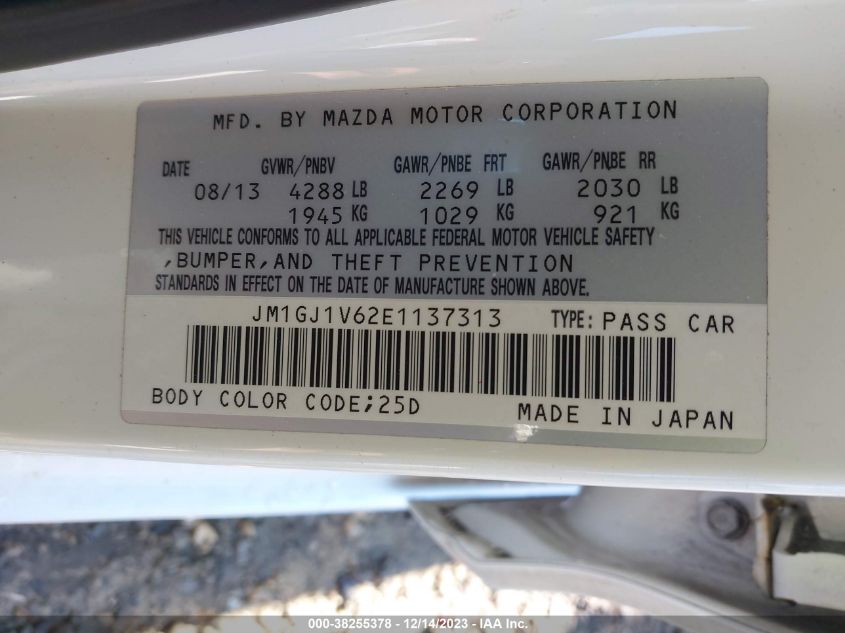 MFD. BY MAZDA MOTOR CORPORATION
DATE GVWR/PNBV GAWR/PNBE FRT GAWR/PNBE RR
08/13 4288 LB 2269 LB 2030 LB
1945 KG 1029 KG 921 KG
THIS VEHICLE CONFORMS TO ALL APPLICABLE FEDERAL MOTOR VEHICLE SAFETY
,BUMPER,AND THEFT PREVENTION
STANDARDS IN EFFECT ON THE DATE OF MANUFACTURE SHOWN ABOVE.
JM1GJ1V62E1137313 TYPE: PASS CAR
BODY COLOR CODE;25D MADE IN JAPAN
000-38255378 - 12/14/2023 - IAA Inc.